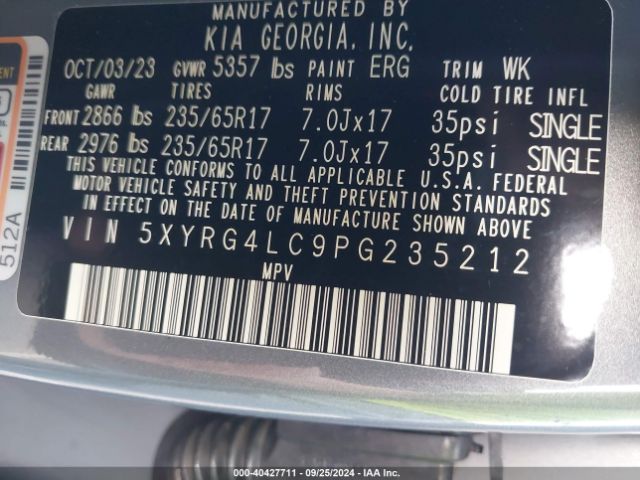 MANUFACTURED BY
KIA GEORGIA, INC.
OCT/03/23 GVWR 5357 lbs PAINT ERG TRIM WK
GAWR TIRES RIMS COLD TIRE INFL
FRONT 2866 lbs 235/65R17 7.0Jx17 35psi SINGLE
REAR 2976 lbs 235/65R17 7.0Jx17 35psi SINGLE
THIS VEHICLE CONFORMS TO ALL APPLICABLE U.S.A. FEDERAL
MOTOR VEHICLE SAFETY AND THEFT PREVENTION STANDARDS
IN EFFECT ON THE DATE OF MANUFACTURE SHOWN ABOVE
VIN 5XYRG4LC9PG235212
MPV
512A
000-40427711 - 09/25/2024 - IAA Inc.